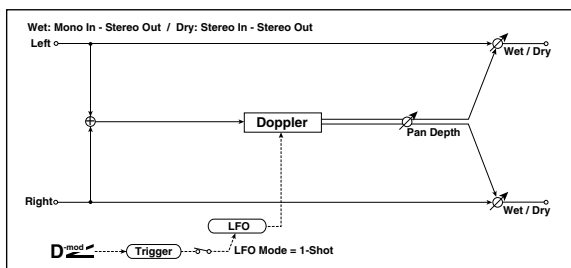 Wet: Mono In - Stereo Out / Dry: Stereo In - Stereo Out
Left
Wet / Dry
Doppler
Pan Depth
Right
Wet / Dry
LFO
D-mod
Trigger
LFO Mode = 1-Shot